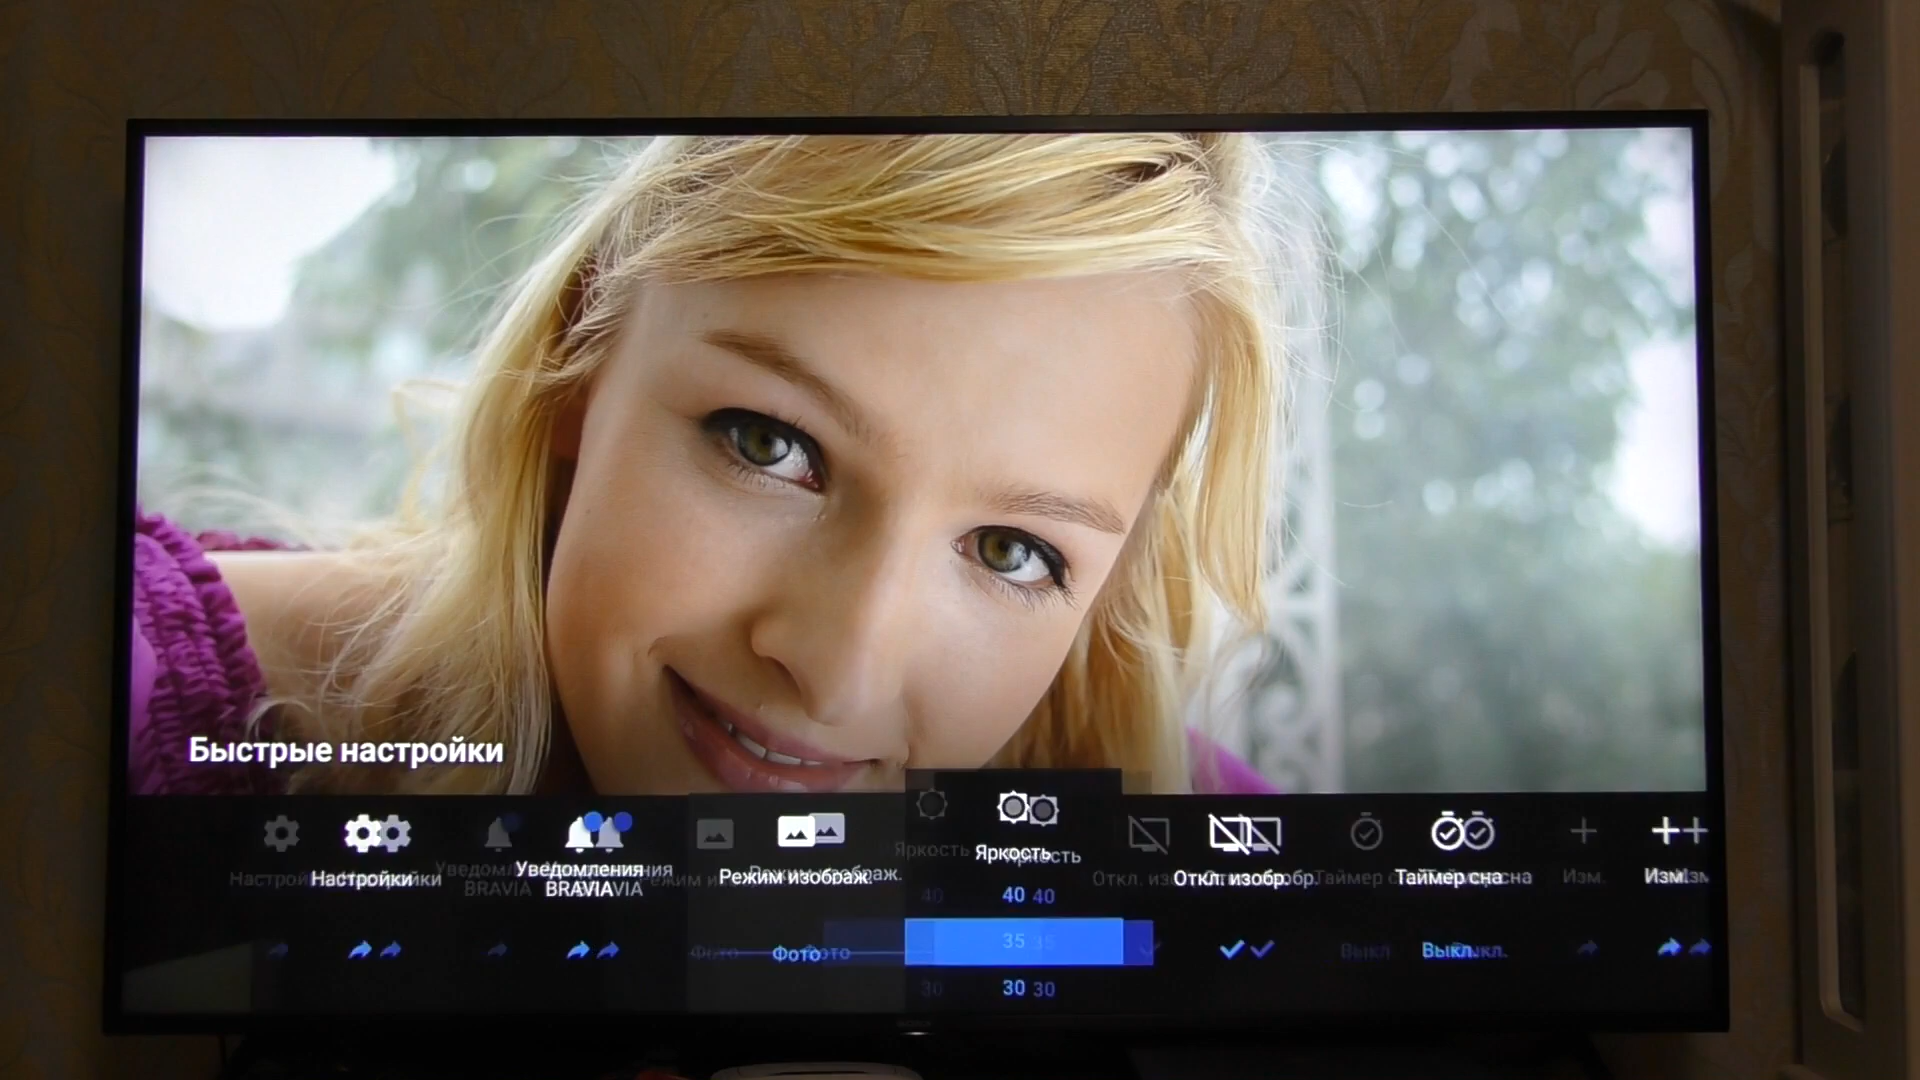 Быстрые настройки
Настройки
Уведомления
BRAVIA
Режим изображ.
Яркость
Откл. изобр.
Таймер сна
Изм.
40
Фото
35
Выкл.
30